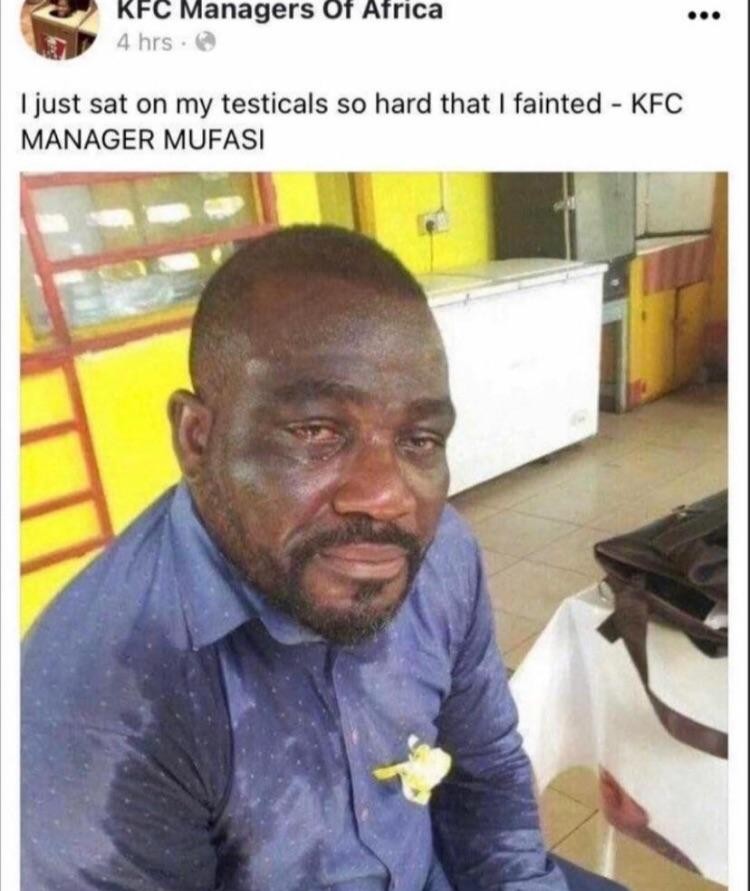 KFC Managers Of Africa
4 hrs ·
I just sat on my testicals so hard that I fainted - KFC
MANAGER MUFASI